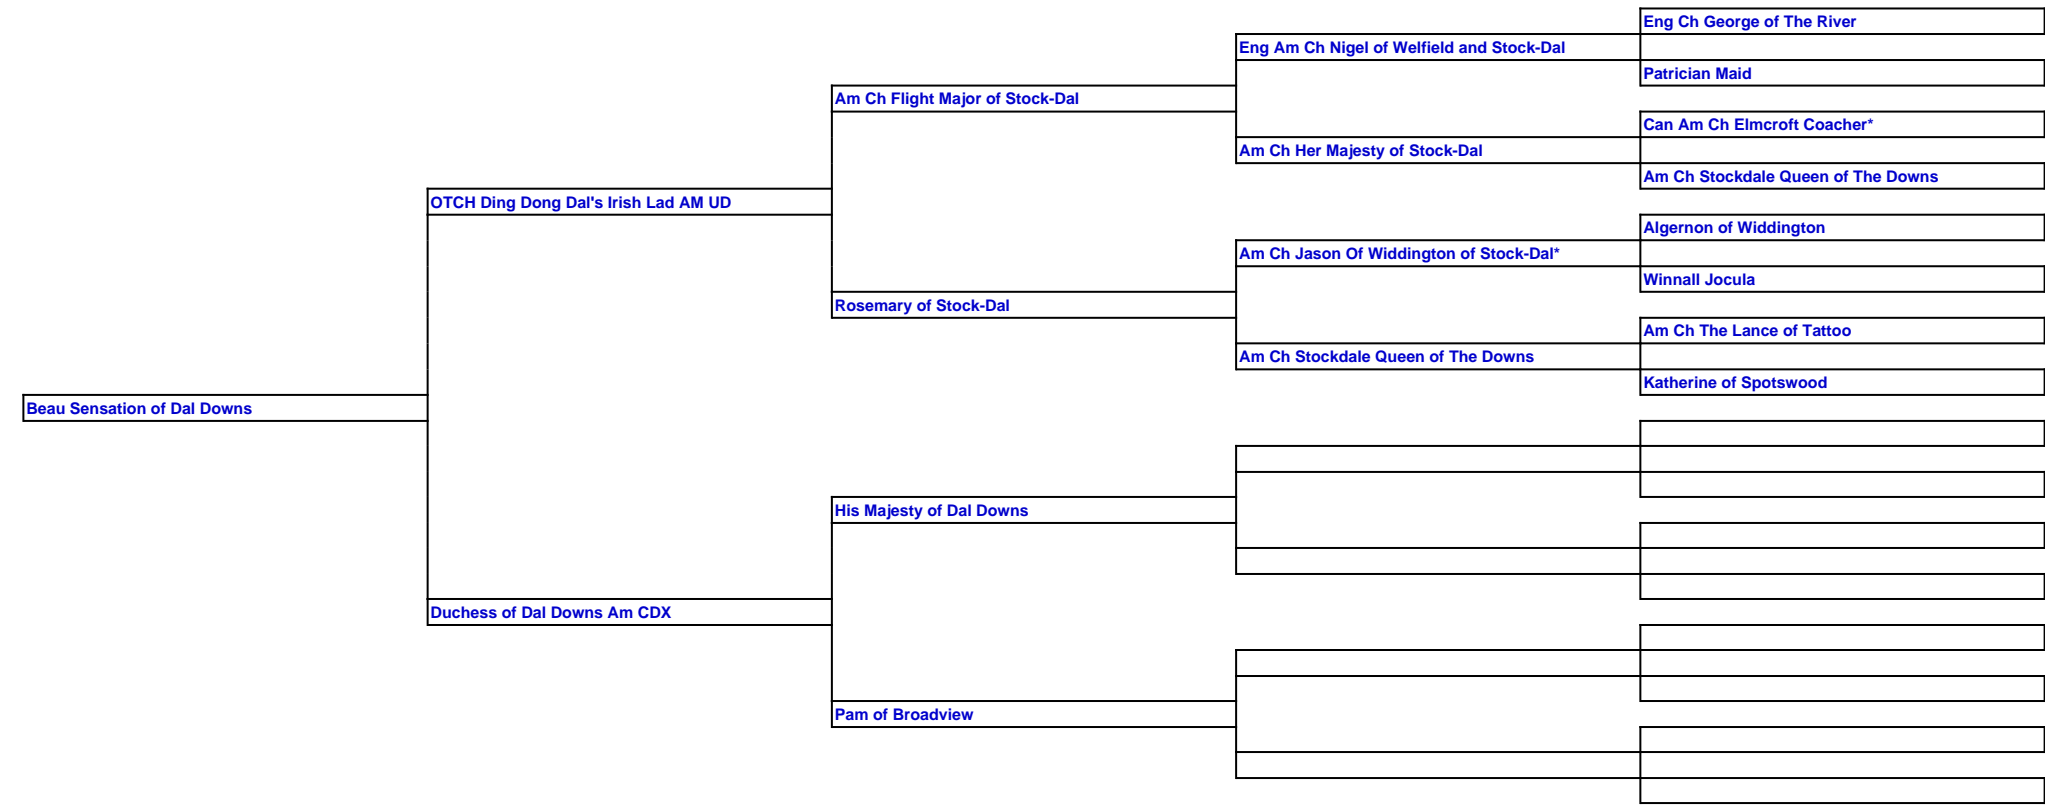 Eng Ch George of The River
Eng Am Ch Nigel of Welfield and Stock-Dal
Patrician Maid
Am Ch Flight Major of Stock-Dal
Can Am Ch Elmcroft Coacher*
Am Ch Her Majesty of Stock-Dal
Am Ch Stockdale Queen of The Downs
OTCH Ding Dong Dal's Irish Lad AM UD
Algernon of Widdington
Am Ch Jason Of Widdington of Stock-Dal*
Winnall Jocula
Rosemary of Stock-Dal
Am Ch The Lance of Tattoo
Am Ch Stockdale Queen of The Downs
Katherine of Spotswood
Beau Sensation of Dal Downs
His Majesty of Dal Downs
Duchess of Dal Downs Am CDX
Pam of Broadview